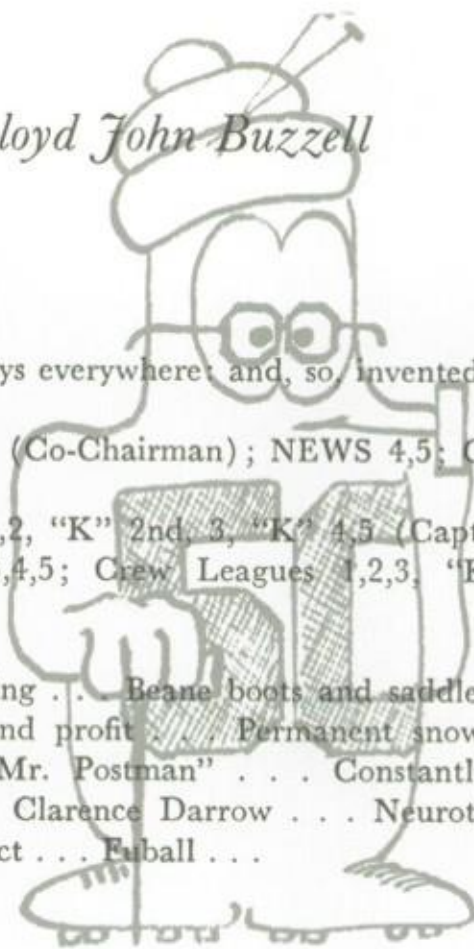 loyd John Buzzell
ys everywhere; and, so, invented
(Co-Chairman); NEWS 4,5; C
,2, "K" 2nd, 3, "K" 4,5 (Capt
,4,5; Crew Leagues 1,2,3, "K
ng . . . Beane boots and saddle
nd profit . . . Permanent snow
Mr. Postman" . . . Constantl
Clarence Darrow . . . Neurot
ct . . . Fuball . . .
51